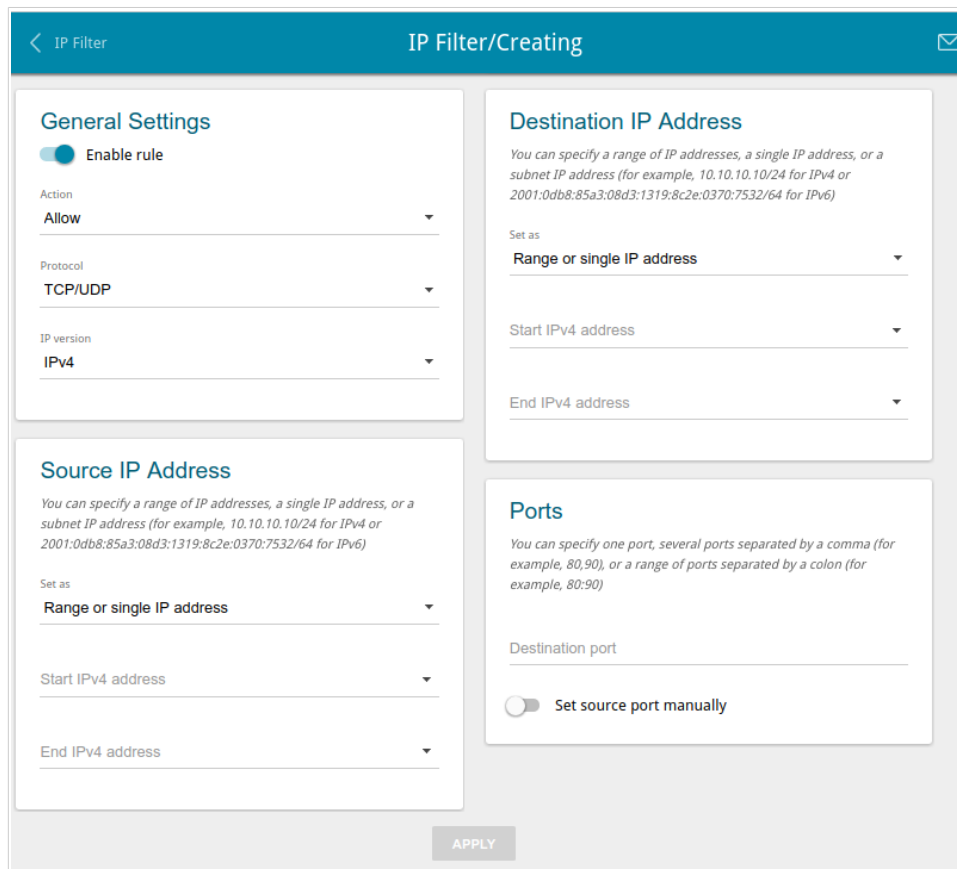 IP Filter
IP Filter/Creating
General Settings
Enable rule
Action
Allow
Protocol
TCP/UDP
IP version
IPv4
Source IP Address
You can specify a range of IP addresses, a single IP address, or a
subnet IP address (for example, 10.10.10.10/24 for IPv4 or
2001:0db8:85a3:08d3:1319:8c2e:0370:7532/64 for IPv6)
Set as
Range or single IP address
Start IPv4 address
End IPv4 address
Destination IP Address
You can specify a range of IP addresses, a single IP address, or a
subnet IP address (for example, 10.10.10.10/24 for IPv4 or
2001:0db8:85a3:08d3:1319:8c2e:0370:7532/64 for IPv6)
Set as
Range or single IP address
Start IPv4 address
End IPv4 address
Ports
You can specify one port, several ports separated by a comma (for
example, 80,90), or a range of ports separated by a colon (for
example, 80:90)
Destination port
Set source port manually
APPLY